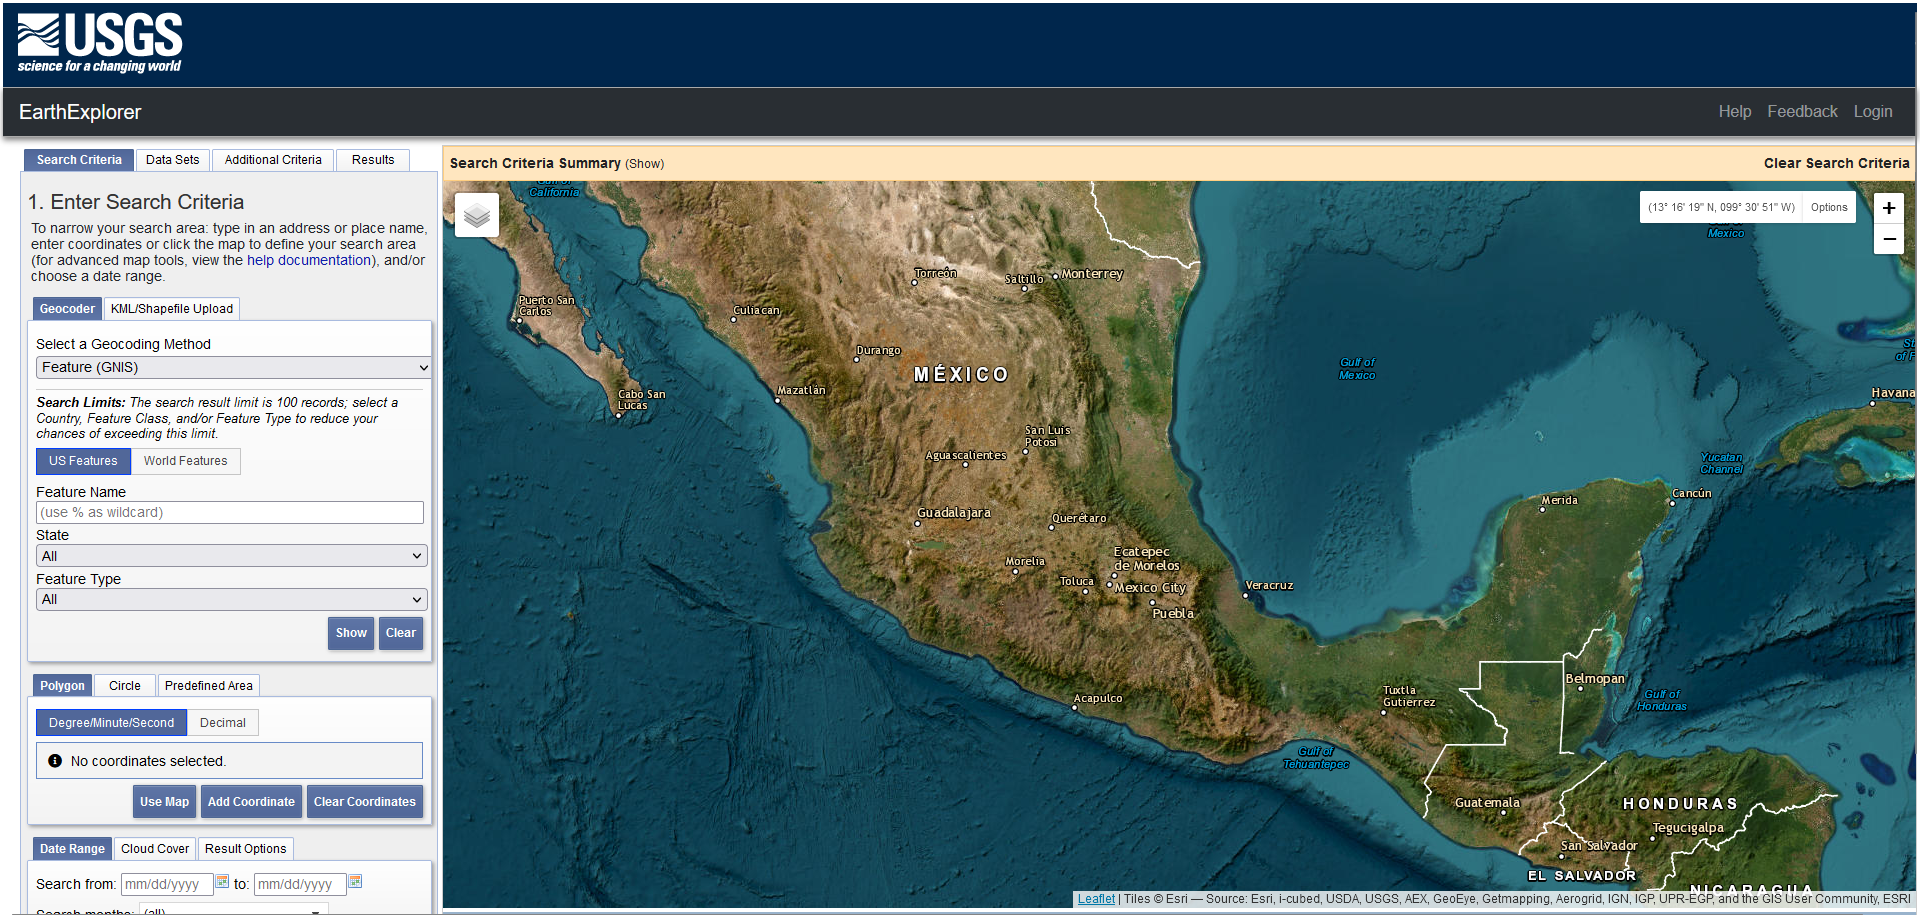 USGS
science for a changing world
EarthExplorer
Help Feedback Login
Search Criteria Data Sets Additional Criteria Results
1. Enter Search Criteria
To narrow your search area: type in an address or place name,
enter coordinates or click the map to define your search area
(for advanced map tools, view the help documentation), and/or
choose a date range.
Geocoder KML/Shapefile Upload
Select a Geocoding Method
Feature (GNIS)
Search Limits: The search result limit is 100 records; select a
Country, Feature Class, and/or Feature Type to reduce your
chances of exceeding this limit.
US Features World Features
Feature Name
(use % as wildcard)
State
All
Feature Type
All
Show Clear
Polygon Circle Predefined Area
Degree/Minute/Second Decimal
No coordinates selected.
Use Map Add Coordinate Clear Coordinates
Date Range Cloud Cover Result Options
Search from: mm/dd/yyyy to: mm/dd/yyyy
Search months: (all)
Search Criteria Summary (Show)
Clear Search Criteria
(13° 16' 19" N, 099° 30' 51" W) Options
+
−
Gulf of
California
Mexico
Torreón
Saltillo
Monterrey
Puerto San
Carlos
Culiacan
Durango
MÉXICO
Gulf of
Mexico
Mazatlán
Cabo San
Lucas
Havana
San Luis
Potosi
Aguascalientes
Yucatan
Channel
Merida
Cancún
Guadalajara
Querétaro
Morelia
Ecatepec
de Morelos
Toluca
Mexico City
Puebla
Veracruz
Acapulco
Tuxtla
Gutierrez
Belmopan
Gulf of
Honduras
Gulf of
Tehuantepec
Guatemala
HONDURAS
Tegucigalpa
San Salvador
EL SALVADOR
NICARAGUA
Leaflet | Tiles © Esri — Source: Esri, i-cubed, USDA, USGS, AEX, GeoEye, Getmapping, Aerogrid, IGN, IGP, UPR-EGP, and the GIS User Community, ESRI